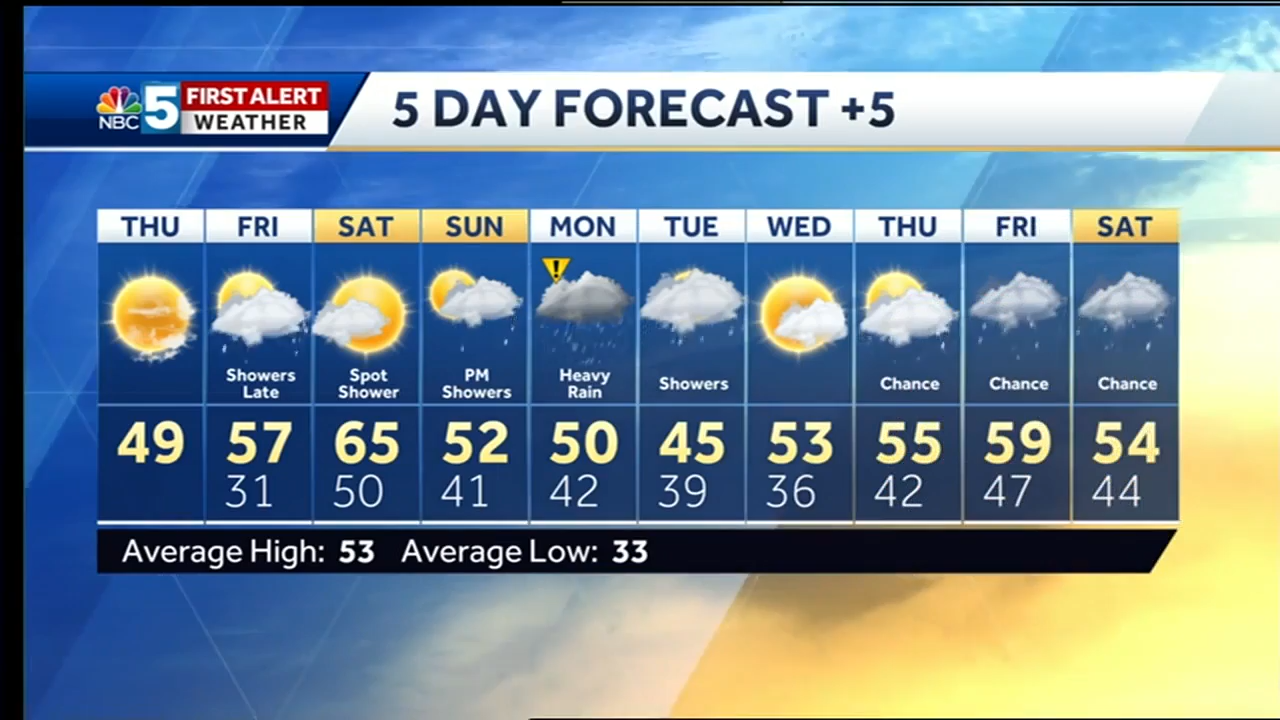 NBC 5 FIRST ALERT WEATHER
5 DAY FORECAST +5
THU FRI SAT SUN MON TUE WED THU FRI SAT
!
Showers Late
Spot Shower
PM Showers
Heavy Rain
Showers
Chance
Chance
Chance
49 57 65 52 50 45 53 55 59 54
31 50 41 42 39 36 42 47 44
Average High: 53 Average Low: 33